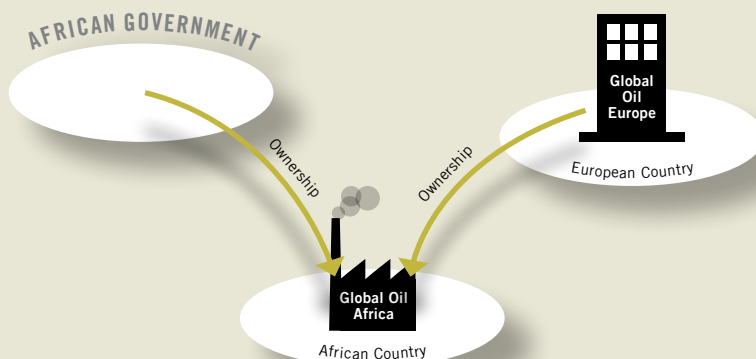 AFRICAN GOVERNMENT
Global
Oil
Europe
European Country
Ownership
Ownership
Global Oil
Africa
African Country